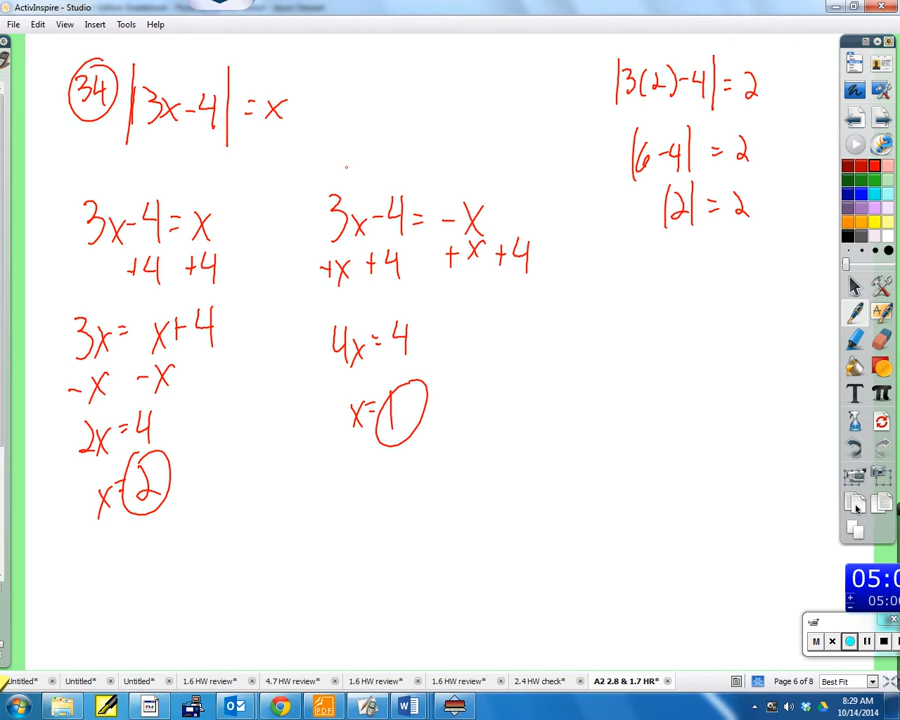 ActivInspire - Studio
File Edit View Insert Tools Help
34 |3x-4| = x
3x-4 = x
+4 +4
3x = x+4
-x -x
2x = 4
x = 2
3x-4 = -x
+x +4 +x +4
4x = 4
x = 1
|3(2)-4| = 2
|6-4| = 2
|2| = 2
05:0
05:00
M
Untitled* Untitled* Untitled* 1.6 HW review* 4.7 HW review* 1.6 HW review* 1.6 HW review* 2.4 HW check* A2 2.8 & 1.7 HR* Page 6 of 8 Best Fit
8:29 AM
10/14/2014